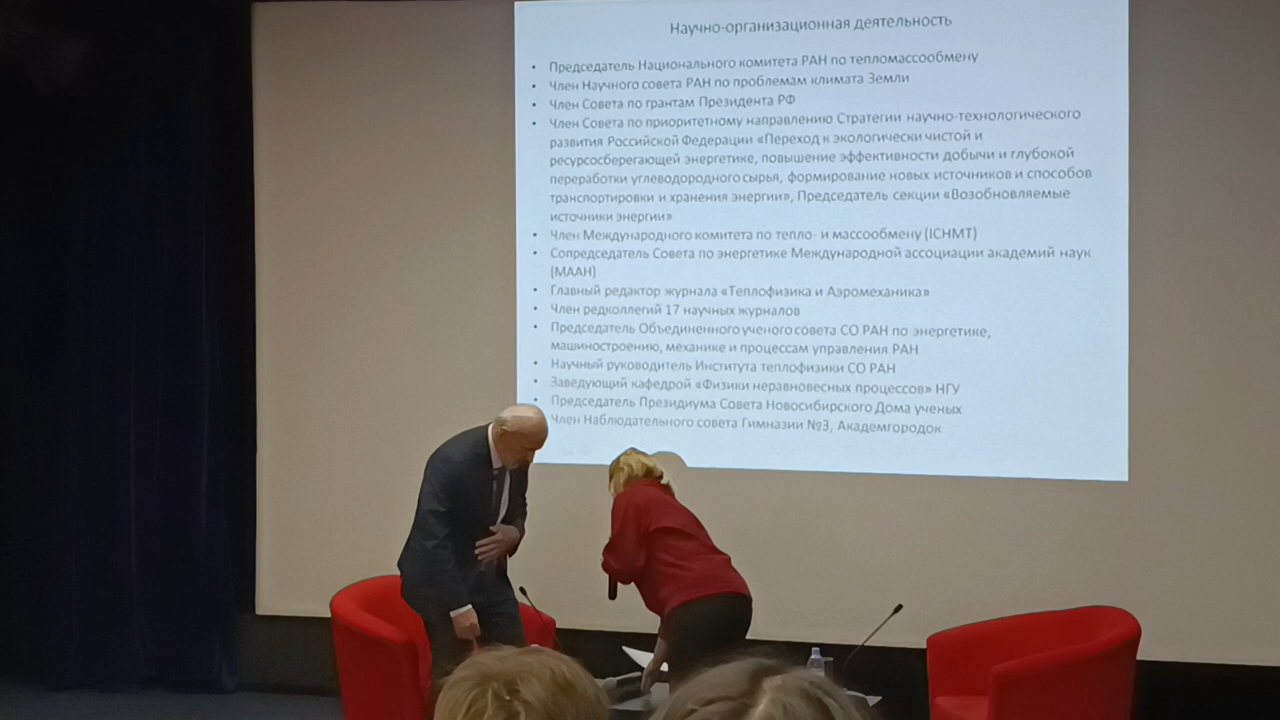 Научно-организационная деятельность
• Председатель Национального комитета РАН по тепломассообмену
• Член Научного совета РАН по проблемам климата Земли
• Член Совета по грантам Президента РФ
• Член Совета по приоритетному направлению Стратегии научно-технологического
развития Российской Федерации «Переход к экологически чистой и
ресурсосберегающей энергетике, повышение эффективности добычи и глубокой
переработки углеводородного сырья, формирование новых источников и способов
транспортировки и хранения энергии», Председатель секции «Возобновляемые
источники энергии»
• Член Международного комитета по тепло- и массообмену (ICHMT)
• Сопредседатель Совета по энергетике Международной ассоциации академий наук
(МААН)
• Главный редактор журнала «Теплофизика и Аэромеханика»
• Член редколлегий 17 научных журналов
• Председатель Объединенного ученого совета СО РАН по энергетике,
машиностроению, механике и процессам управления РАН
• Научный руководитель Института теплофизики СО РАН
• Заведующий кафедрой «Физики неравновесных процессов» НГУ
• Председатель Президиума Совета Новосибирского Дома ученых
Член Наблюдательного совета Гимназии №3, Академгородок